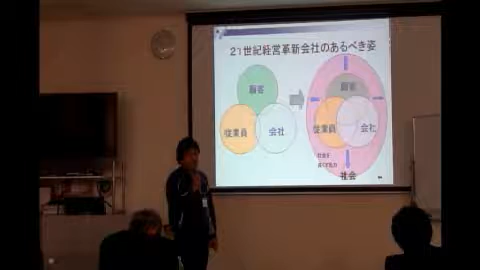 21世紀経営革新会社のあるべき姿
顧客
従業員
会社
顧客
従業員
会社
社会